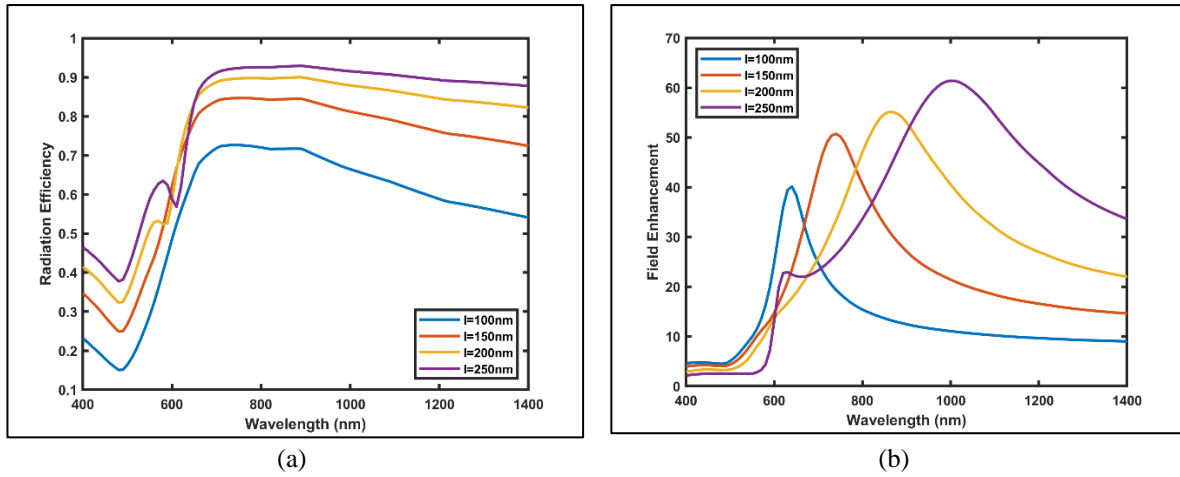 1
0.9
0.8
0.7
0.6
0.5
0.4
0.3
0.2
0.1
Radiation Efficiency
400 600 800 1000 1200 1400
Wavelength (nm)
l=100nm
l=150nm
l=200nm
l=250nm
(a)
70
60
50
40
30
20
10
0
Field Enhancement
400 600 800 1000 1200 1400
Wavelength (nm)
l=100nm
l=150nm
l=200nm
l=250nm
(b)